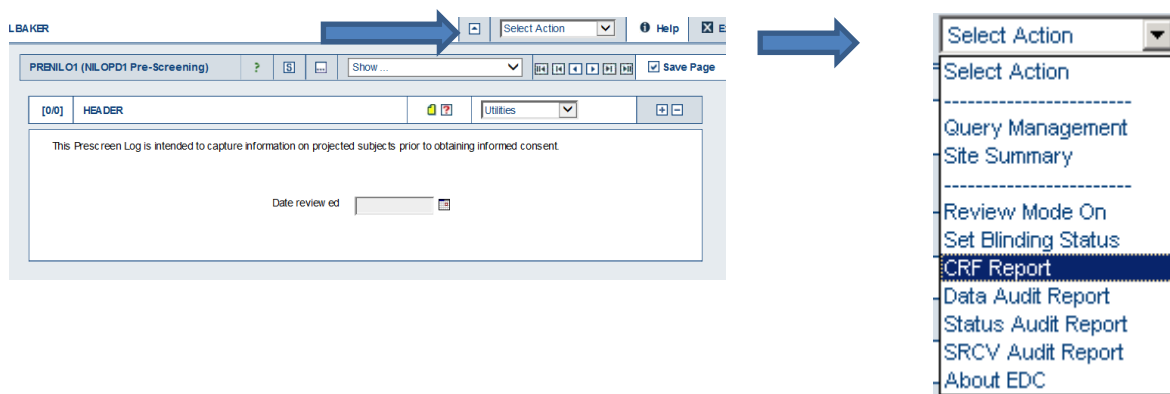 LBAKER Select Action Help E
PRENILO1 (NILOPD1 Pre-Screening) ? S ... Show ... Save Page
[0/0] HEADER ? Utilities
This Prescreen Log is intended to capture information on projected subjects prior to obtaining informed consent.
Date review ed
Select Action
Select Action
------------------------
Query Management
Site Summary
------------------------
Review Mode On
Set Blinding Status
CRF Report
Data Audit Report
Status Audit Report
SRCV Audit Report
About EDC